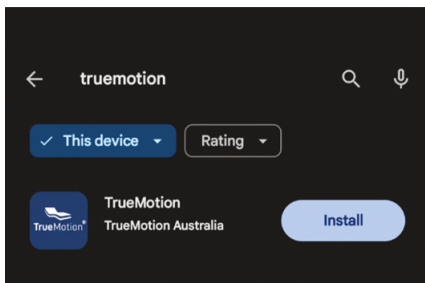 truemotion
This device
Rating
TrueMotion
TrueMotion Australia
TrueMotion®
Install